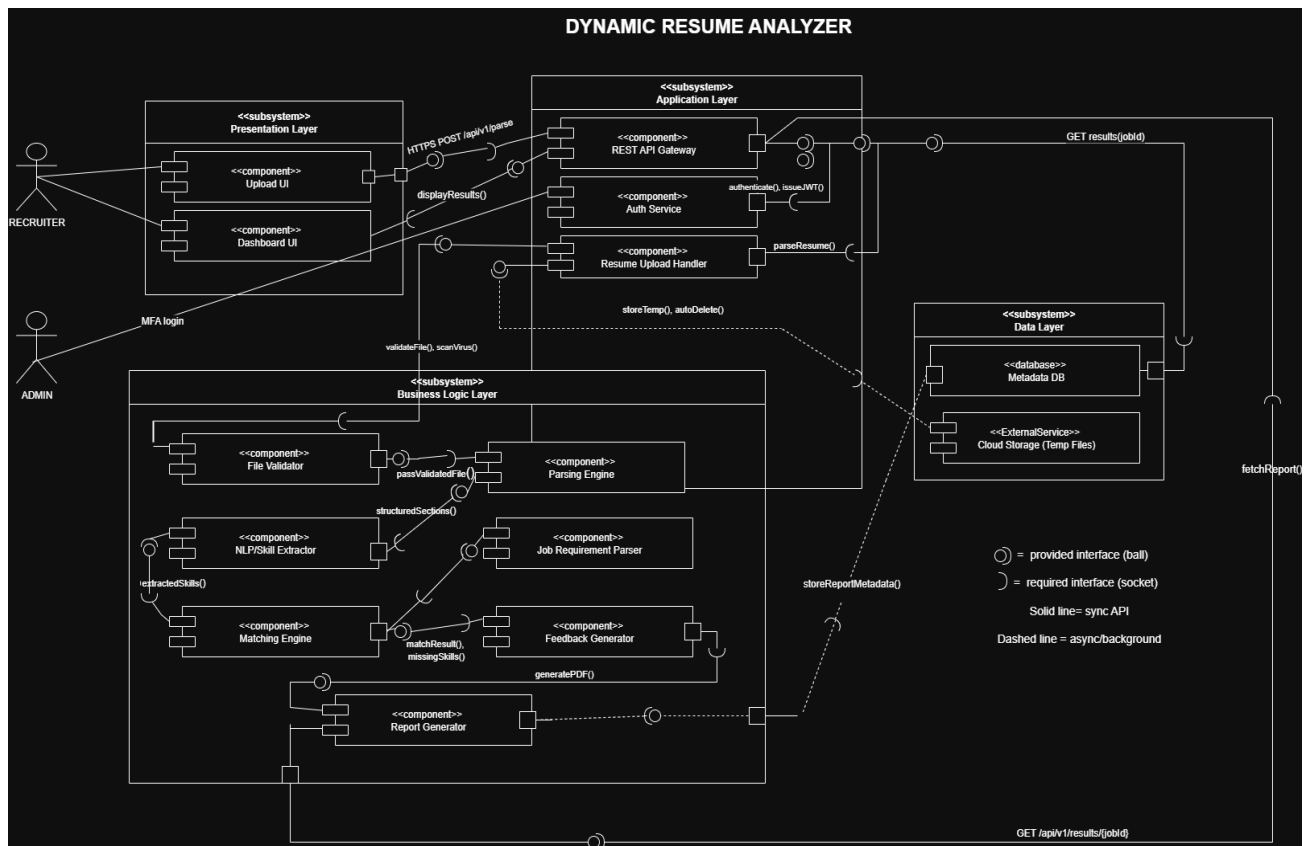 DYNAMIC RESUME ANALYZER
<<subsystem>>
Presentation Layer
<<component>>
Upload UI
<<component>>
Dashboard UI
RECRUITER
ADMIN
HTTPS POST /api/v1/parse
displayResults()
MFA login
<<subsystem>>
Application Layer
<<component>>
REST API Gateway
<<component>>
Auth Service
<<component>>
Resume Upload Handler
authenticate(), issueJWT()
parseResume()
GET results(jobId)
storeTemp(), autoDelete()
validateFile(), scanVirus()
<<subsystem>>
Data Layer
<<database>>
Metadata DB
<<ExternalService>>
Cloud Storage (Temp Files)
fetchReport()
<<subsystem>>
Business Logic Layer
<<component>>
File Validator
passValidatedFile()
<<component>>
Parsing Engine
structuredSections()
<<component>>
NLP/Skill Extractor
<<component>>
Job Requirement Parser
extractedSkills()
<<component>>
Matching Engine
matchResult(),
missingSkills()
<<component>>
Feedback Generator
generatePDF()
<<component>>
Report Generator
storeReportMetadata()
= provided interface (ball)
= required interface (socket)
Solid line= sync API
Dashed line = async/background
GET /api/v1/results/{jobId}